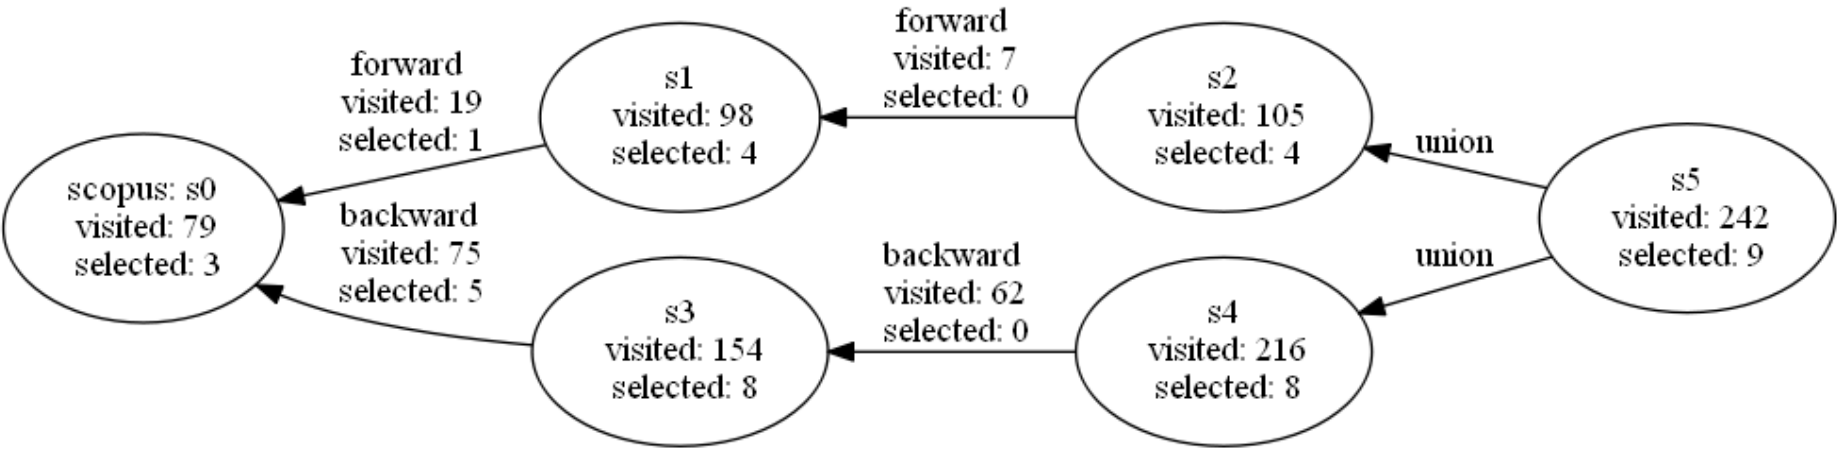 scopus: s0
visited: 79
selected: 3
forward
visited: 19
selected: 1
backward
visited: 75
selected: 5
s1
visited: 98
selected: 4
s3
visited: 154
selected: 8
forward
visited: 7
selected: 0
backward
visited: 62
selected: 0
s2
visited: 105
selected: 4
s4
visited: 216
selected: 8
union
union
s5
visited: 242
selected: 9